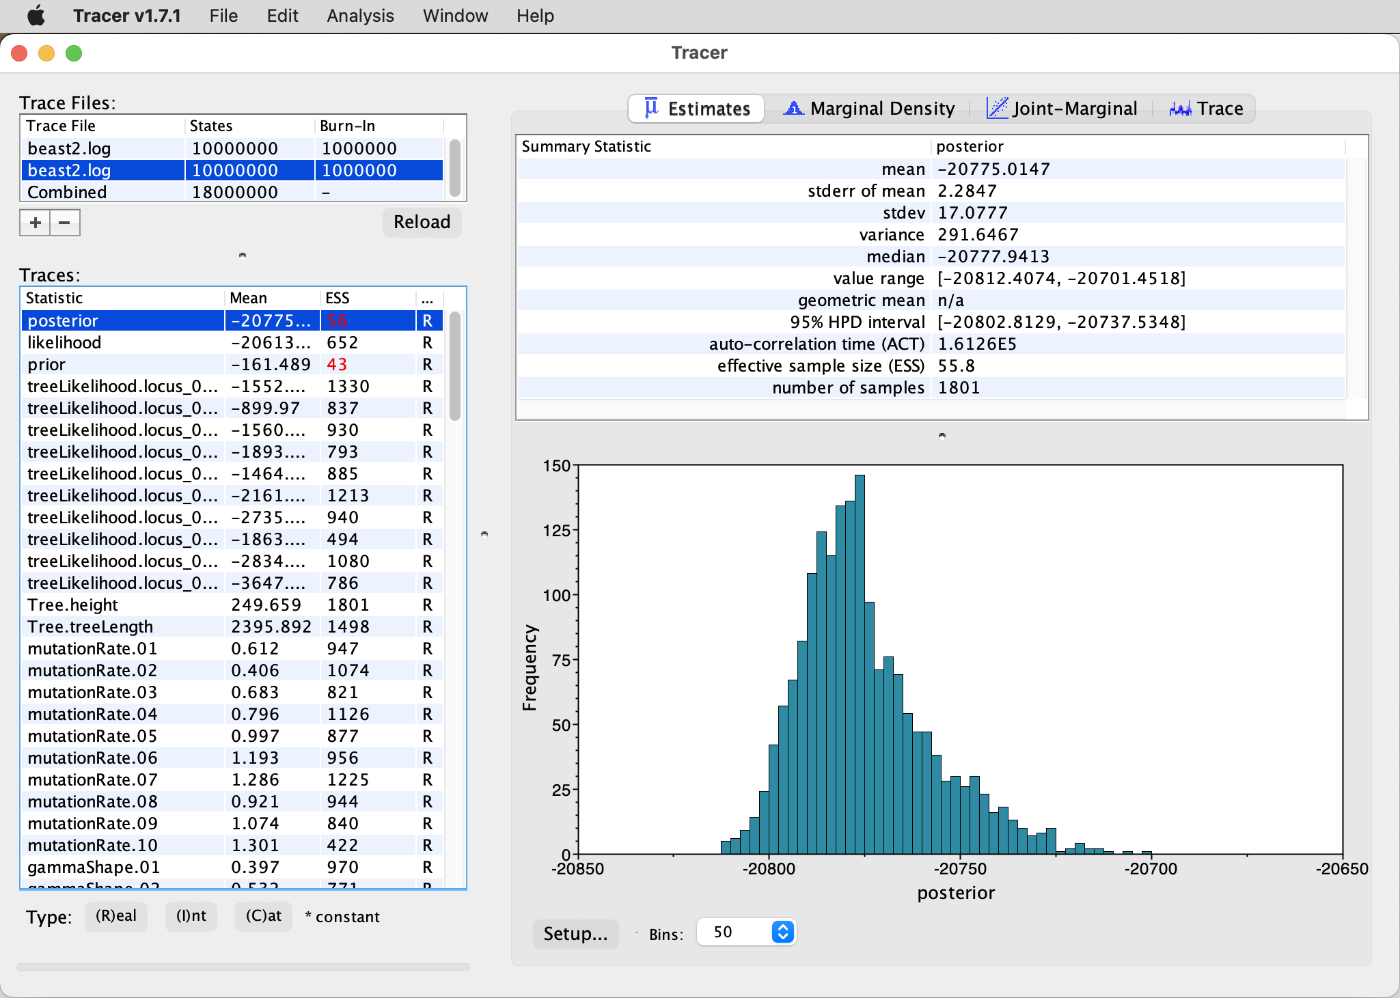 Tracer v1.7.1 File Edit Analysis Window Help
Tracer
Trace Files:
Trace File States Burn-In
beast2.log 10000000 1000000
beast2.log 10000000 1000000
Combined 18000000 -
+ −
Reload
Traces:
Statistic Mean ESS ...
posterior -20775... 56 R
likelihood -20613... 652 R
prior -161.489 43 R
treeLikelihood.locus_0... -1552.... 1330 R
treeLikelihood.locus_0... -899.97 837 R
treeLikelihood.locus_0... -1560.... 930 R
treeLikelihood.locus_0... -1893.... 793 R
treeLikelihood.locus_0... -1464.... 885 R
treeLikelihood.locus_0... -2161.... 1213 R
treeLikelihood.locus_0... -2735.... 940 R
treeLikelihood.locus_0... -1863.... 494 R
treeLikelihood.locus_0... -2834.... 1080 R
treeLikelihood.locus_0... -3647.... 786 R
Tree.height 249.659 1801 R
Tree.treeLength 2395.892 1498 R
mutationRate.01 0.612 947 R
mutationRate.02 0.406 1074 R
mutationRate.03 0.683 821 R
mutationRate.04 0.796 1126 R
mutationRate.05 0.997 877 R
mutationRate.06 1.193 956 R
mutationRate.07 1.286 1225 R
mutationRate.08 0.921 944 R
mutationRate.09 1.074 840 R
mutationRate.10 1.301 422 R
gammaShape.01 0.397 970 R
gammaShape.02 0.532 771 R
Type: (R)eal (I)nt (C)at * constant
Estimates Marginal Density Joint-Marginal Trace
Summary Statistic posterior
mean -20775.0147
stderr of mean 2.2847
stdev 17.0777
variance 291.6467
median -20777.9413
value range [-20812.4074, -20701.4518]
geometric mean n/a
95% HPD interval [-20802.8129, -20737.5348]
auto-correlation time (ACT) 1.6126E5
effective sample size (ESS) 55.8
number of samples 1801
150
125
100
75
50
25
0
Frequency
-20850 -20800 -20750 -20700 -20650
posterior
Setup... Bins: 50